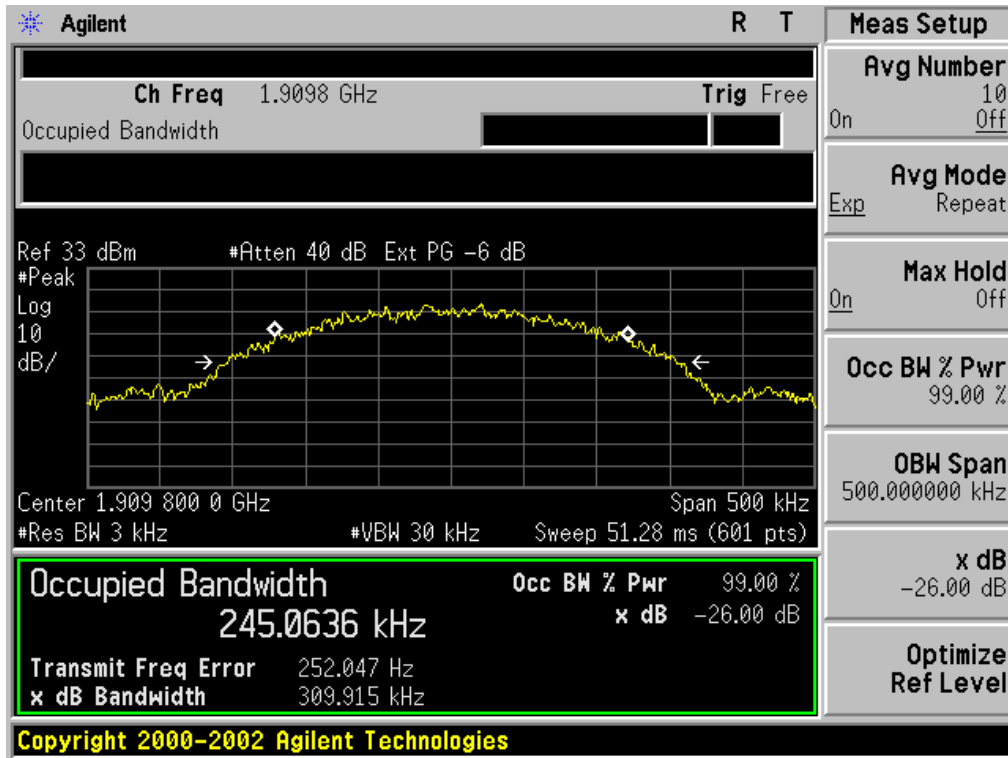 Agilent R T
Ch Freq 1.9098 GHz Trig Free
Occupied Bandwidth
Ref 33 dBm #Atten 40 dB Ext PG -6 dB
#Peak
Log
10
dB/
Center 1.909 800 0 GHz Span 500 kHz
#Res BW 3 kHz #VBW 30 kHz Sweep 51.28 ms (601 pts)
Occupied Bandwidth Occ BW % Pwr 99.00 %
245.0636 kHz x dB -26.00 dB
Transmit Freq Error 252.047 Hz
x dB Bandwidth 309.915 kHz
Copyright 2000-2002 Agilent Technologies
Meas Setup
Avg Number
10
On Off
Avg Mode
Exp Repeat
Max Hold
On Off
Occ BW % Pwr
99.00 %
OBW Span
500.000000 kHz
x dB
-26.00 dB
Optimize
Ref Level